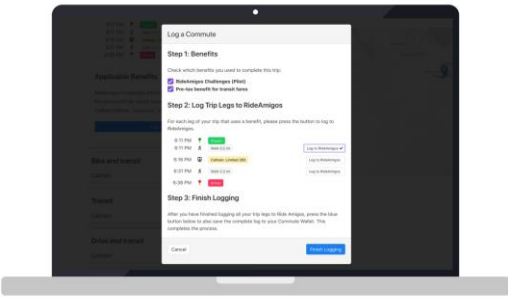 Log a Commute
Step 1: Benefits
Check which benefits you used to complete this trip:
RideAmigos Challenges (Pilot)
Pre-tax benefit for transit fares
Step 2: Log Trip Legs to RideAmigos
For each leg of your trip that uses a benefit, please press the button to log to
RideAmigos.
6:11 PM
6:11 PM Log to RideAmigos ✔
6:16 PM Caltrain Limited Log to RideAmigos
6:31 PM Log to RideAmigos
6:38 PM
Step 3: Finish Logging
After you have finished logging all your trip legs to Ride Amigos, press the blue
button below to also save the complete log to your Commute Wallet. This
completes the process.
Cancel Finish Logging
Applicable Benefits
Bike and transit
Transit
Drive and transit